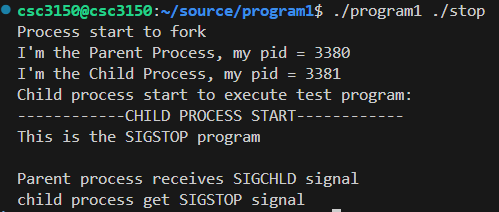 csc3150@csc3150:~/source/program1$ ./program1 ./stop
Process start to fork
I'm the Parent Process, my pid = 3380
I'm the Child Process, my pid = 3381
Child process start to execute test program:
------------CHILD PROCESS START------------
This is the SIGSTOP program
Parent process receives SIGCHLD signal
child process get SIGSTOP signal